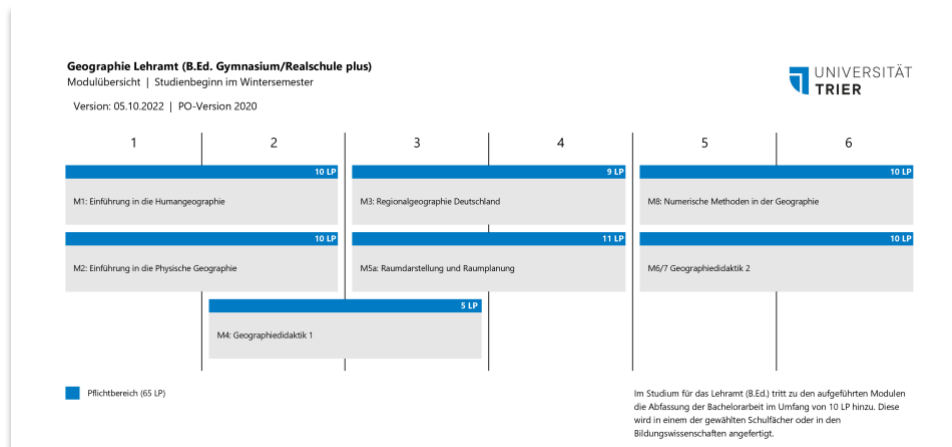 Geographie Lehramt (B.Ed. Gymnasium/Realschule plus)
Modulübersicht | Studienbeginn im Wintersemester
Version: 05.10.2022 | PO-Version 2020
UNIVERSITÄT
TRIER
1 2 3 4 5 6
10 LP 9 LP 10 LP
M1: Einführung in die Humangeographie M3: Regionalgeographie Deutschland M8: Numerische Methoden in der Geographie
10 LP 11 LP 10 LP
M2: Einführung in die Physische Geographie M5a: Raumdarstellung und Raumplanung M6/7 Geographiedidaktik 2
5 LP
M4: Geographiedidaktik 1
Pflichtbereich (65 LP)
Im Studium für das Lehramt (B.Ed.) tritt zu den aufgeführten Modulen
die Abfassung der Bachelorarbeit im Umfang von 10 LP hinzu. Diese
wird in einem der gewählten Schulfächer oder in den
Bildungswissenschaften angefertigt.